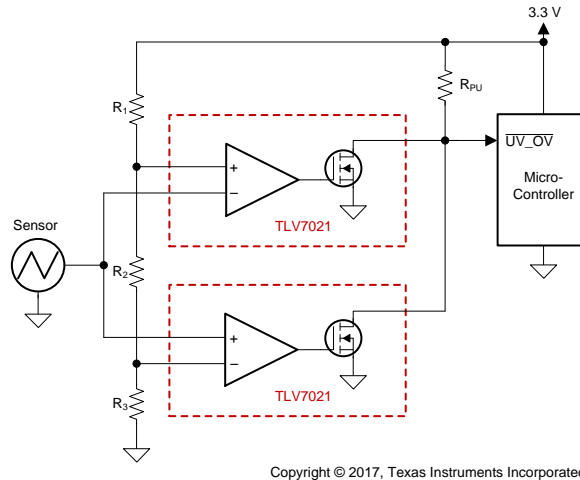 3.3 V
R1
RPU
+
−
TLV7021
UV_OV
Micro-
Controller
Sensor
R2
+
−
TLV7021
R3
Copyright © 2017, Texas Instruments Incorporated